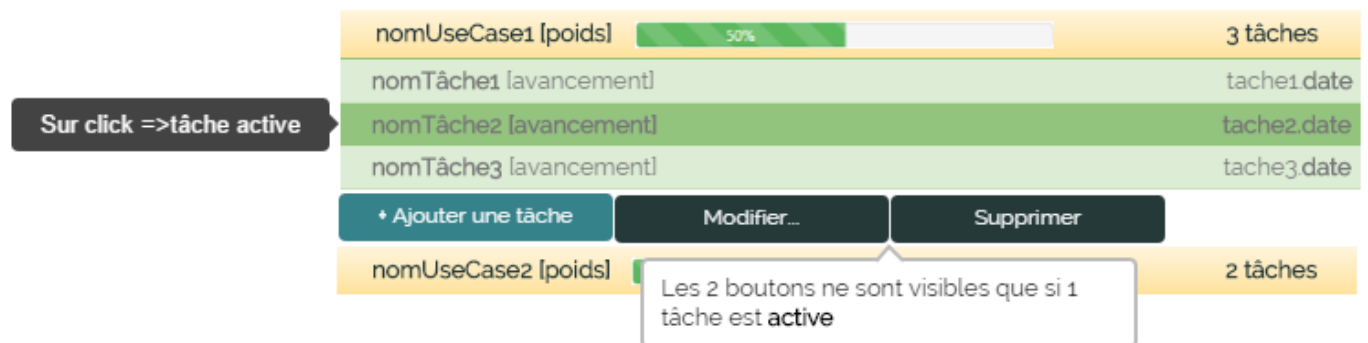 nomUseCase1 [poids] 50% 3 tâches
nomTâche1 [avancement] tache1.date
Sur click =>tâche active
nomTâche2 [avancement] tache2.date
nomTâche3 [avancement] tache3.date
+ Ajouter une tâche Modifier... Supprimer
nomUseCase2 [poids] 2 tâches
Les 2 boutons ne sont visibles que si 1
tâche est active